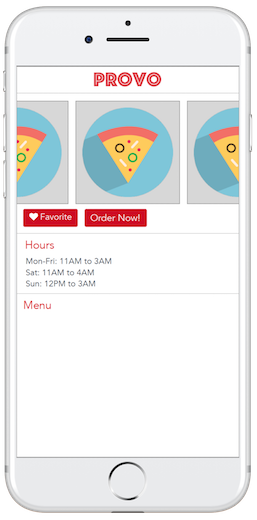 PROVO
Favorite
Order Now!
Hours
Mon-Fri: 11AM to 3AM
Sat: 11AM to 4AM
Sun: 12PM to 3AM
Menu